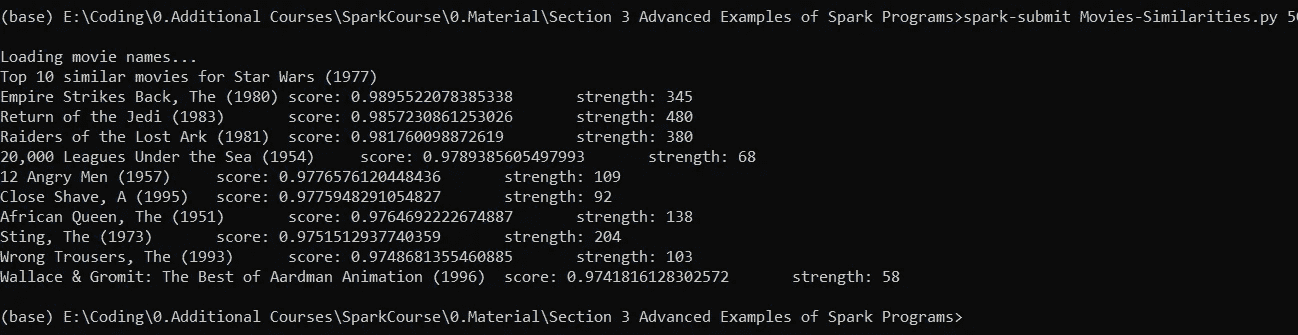 (base) E:\Coding\0.Additional Courses\SparkCourse\0.Material\Section 3 Advanced Examples of Spark Programs>spark-submit Movies-Similarities.py 50
Loading movie names...
Top 10 similar movies for Star Wars (1977)
Empire Strikes Back, The (1980) score: 0.9895522078385338 strength: 345
Return of the Jedi (1983) score: 0.9857230861253026 strength: 480
Raiders of the Lost Ark (1981) score: 0.981760098872619 strength: 380
20,000 Leagues Under the Sea (1954) score: 0.9789385605497993 strength: 68
12 Angry Men (1957) score: 0.9776576120448436 strength: 109
Close Shave, A (1995) score: 0.9775948291054827 strength: 92
African Queen, The (1951) score: 0.9764692222674887 strength: 138
Sting, The (1973) score: 0.9751512937740359 strength: 204
Wrong Trousers, The (1993) score: 0.9748681355460885 strength: 103
Wallace & Gromit: The Best of Aardman Animation (1996) score: 0.9741816128302572 strength: 58
(base) E:\Coding\0.Additional Courses\SparkCourse\0.Material\Section 3 Advanced Examples of Spark Programs>